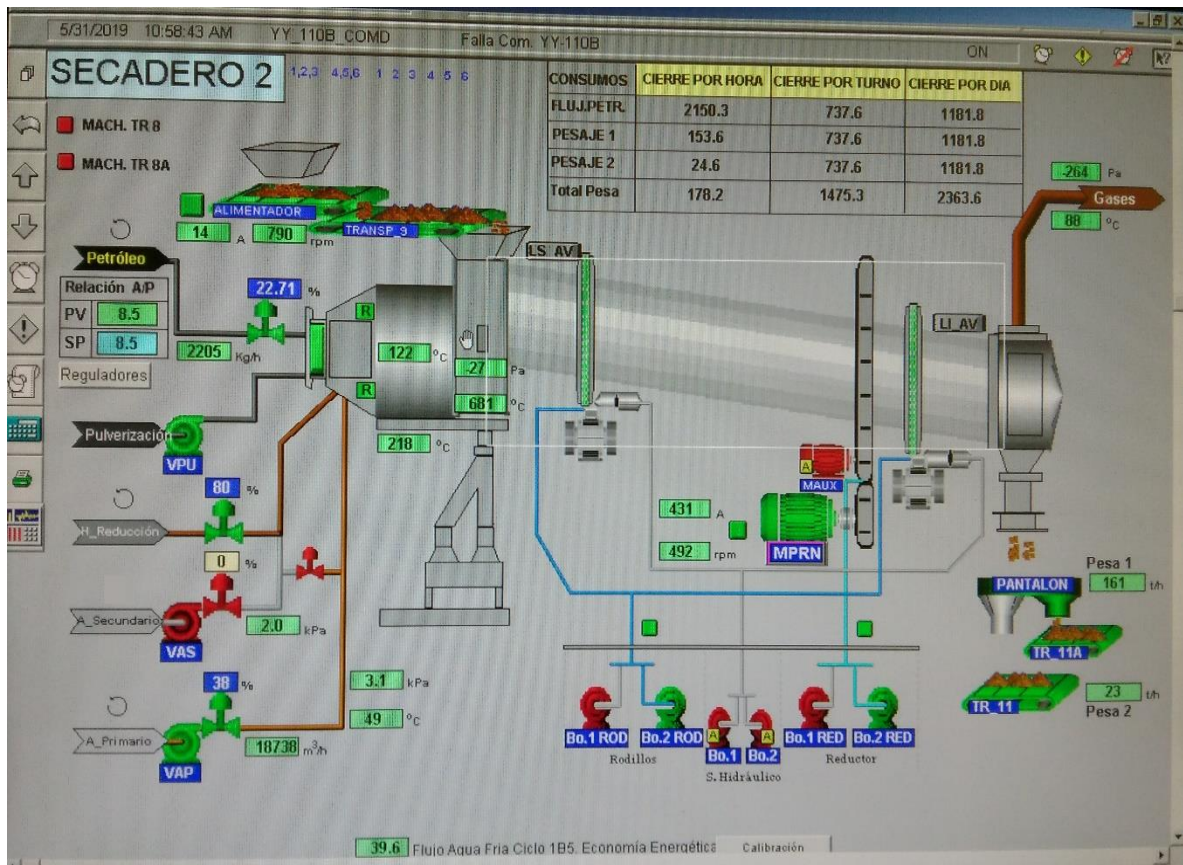 5/31/2019 10:58:43 AM YY_110B_COMD Falla Com. YY-110B ON
SECADERO 2 1,2,3 4,5,6 1 2 3 4 5 6
CONSUMOS CIERRE POR HORA CIERRE POR TURNO CIERRE POR DIA
FLUJ.PETR. 2150.3 737.6 1181.8
PESAJE 1 153.6 737.6 1181.8
PESAJE 2 24.6 737.6 1181.8
Total Pesa 178.2 1475.3 2363.6
MACH. TR 8
MACH. TR 8A
-264 Pa
Gases
88 ºC
ALIMENTADOR
14 A 790 rpm
TRANSP_9
LS_AV
Petróleo
Relación A/P
PV 8.5
SP 8.5
22.71 %
2205 Kg/h
Reguladores
R
122 ºC
R
-27 Pa
681 ºC
218 ºC
LI_AV
Pulverización
VPU
80 %
H_Reducción
0 %
A_Secundario
2.0 kPa
VAS
38 %
3.1 kPa
49 ºC
A_Primario
18738 m³/h
VAP
A
MAUX
431 A
492 rpm
MPRN
Pesa 1
PANTALON 161 t/h
TR_11A
TR_11 23 t/h
Pesa 2
Bo.1 ROD Bo.2 ROD A Bo.1 A Bo.2 Bo.1 RED Bo.2 RED
Rodillos S. Hidráulico Reductor
39.6 Flujo Agua Fria Ciclo 1B5. Economía Energética Calibración